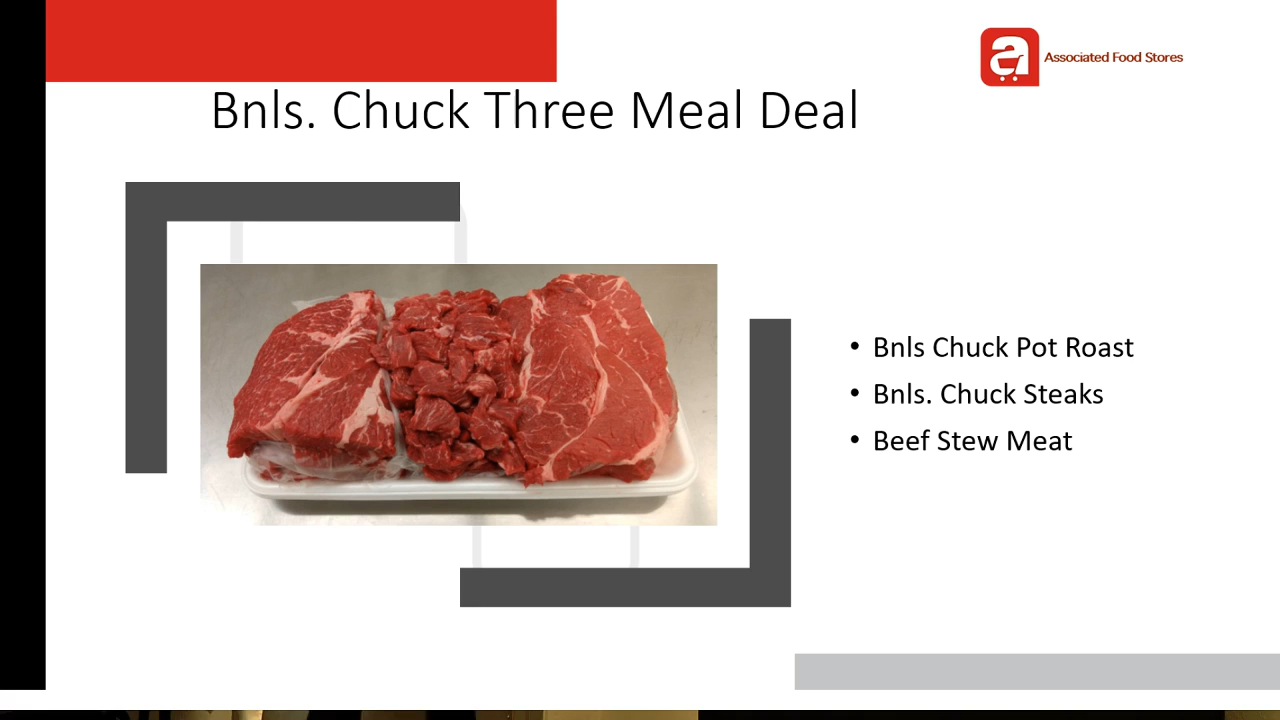 a Associated Food Stores
Bnls. Chuck Three Meal Deal
• Bnls Chuck Pot Roast
• Bnls. Chuck Steaks
• Beef Stew Meat